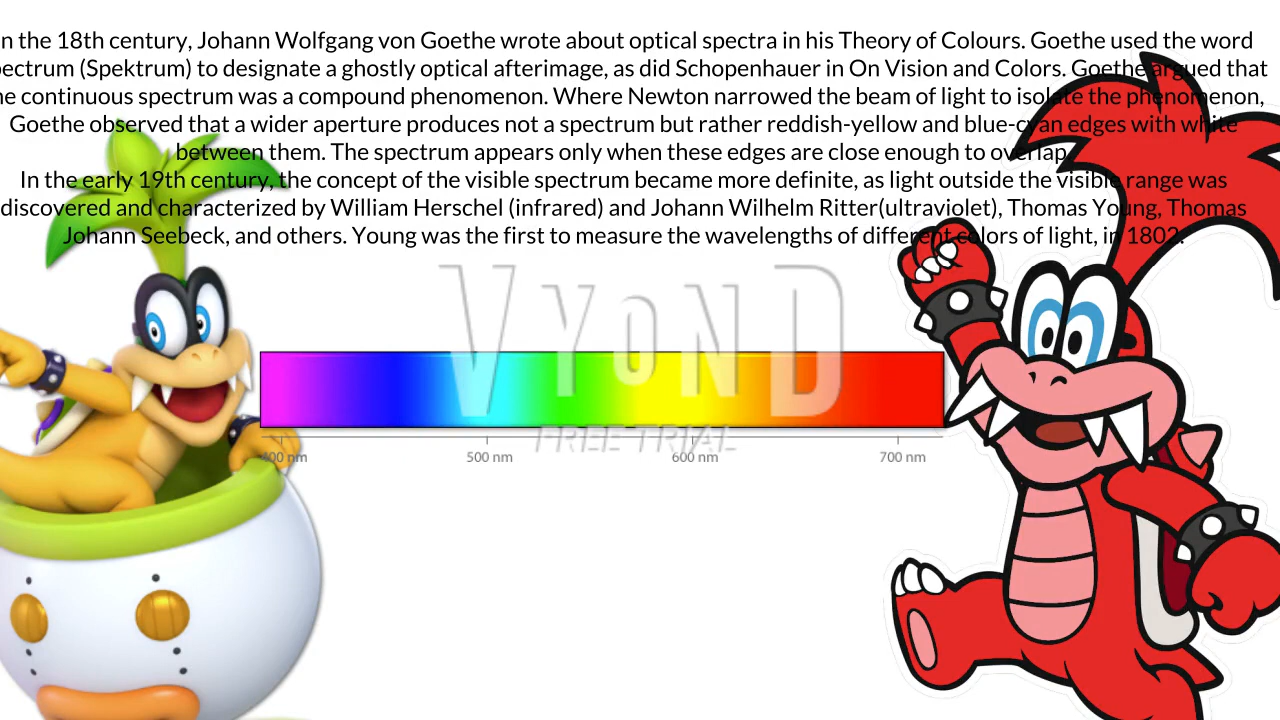 n the 18th century, Johann Wolfgang von Goethe wrote about optical spectra in his Theory of Colours. Goethe used the word
pectrum (Spektrum) to designate a ghostly optical afterimage, as did Schopenhauer in On Vision and Colors. Goethe argued that
he continuous spectrum was a compound phenomenon. Where Newton narrowed the beam of light to isolate the phenomenon,
Goethe observed that a wider aperture produces not a spectrum but rather reddish-yellow and blue-cyan edges with white
between them. The spectrum appears only when these edges are close enough to overlap.
In the early 19th century, the concept of the visible spectrum became more definite, as light outside the visible range was
discovered and characterized by William Herschel (infrared) and Johann Wilhelm Ritter(ultraviolet), Thomas Young, Thomas
Johann Seebeck, and others. Young was the first to measure the wavelengths of different colors of light, in 1802.
VYOND
FREE TRIAL
400 nm 500 nm 600 nm 700 nm